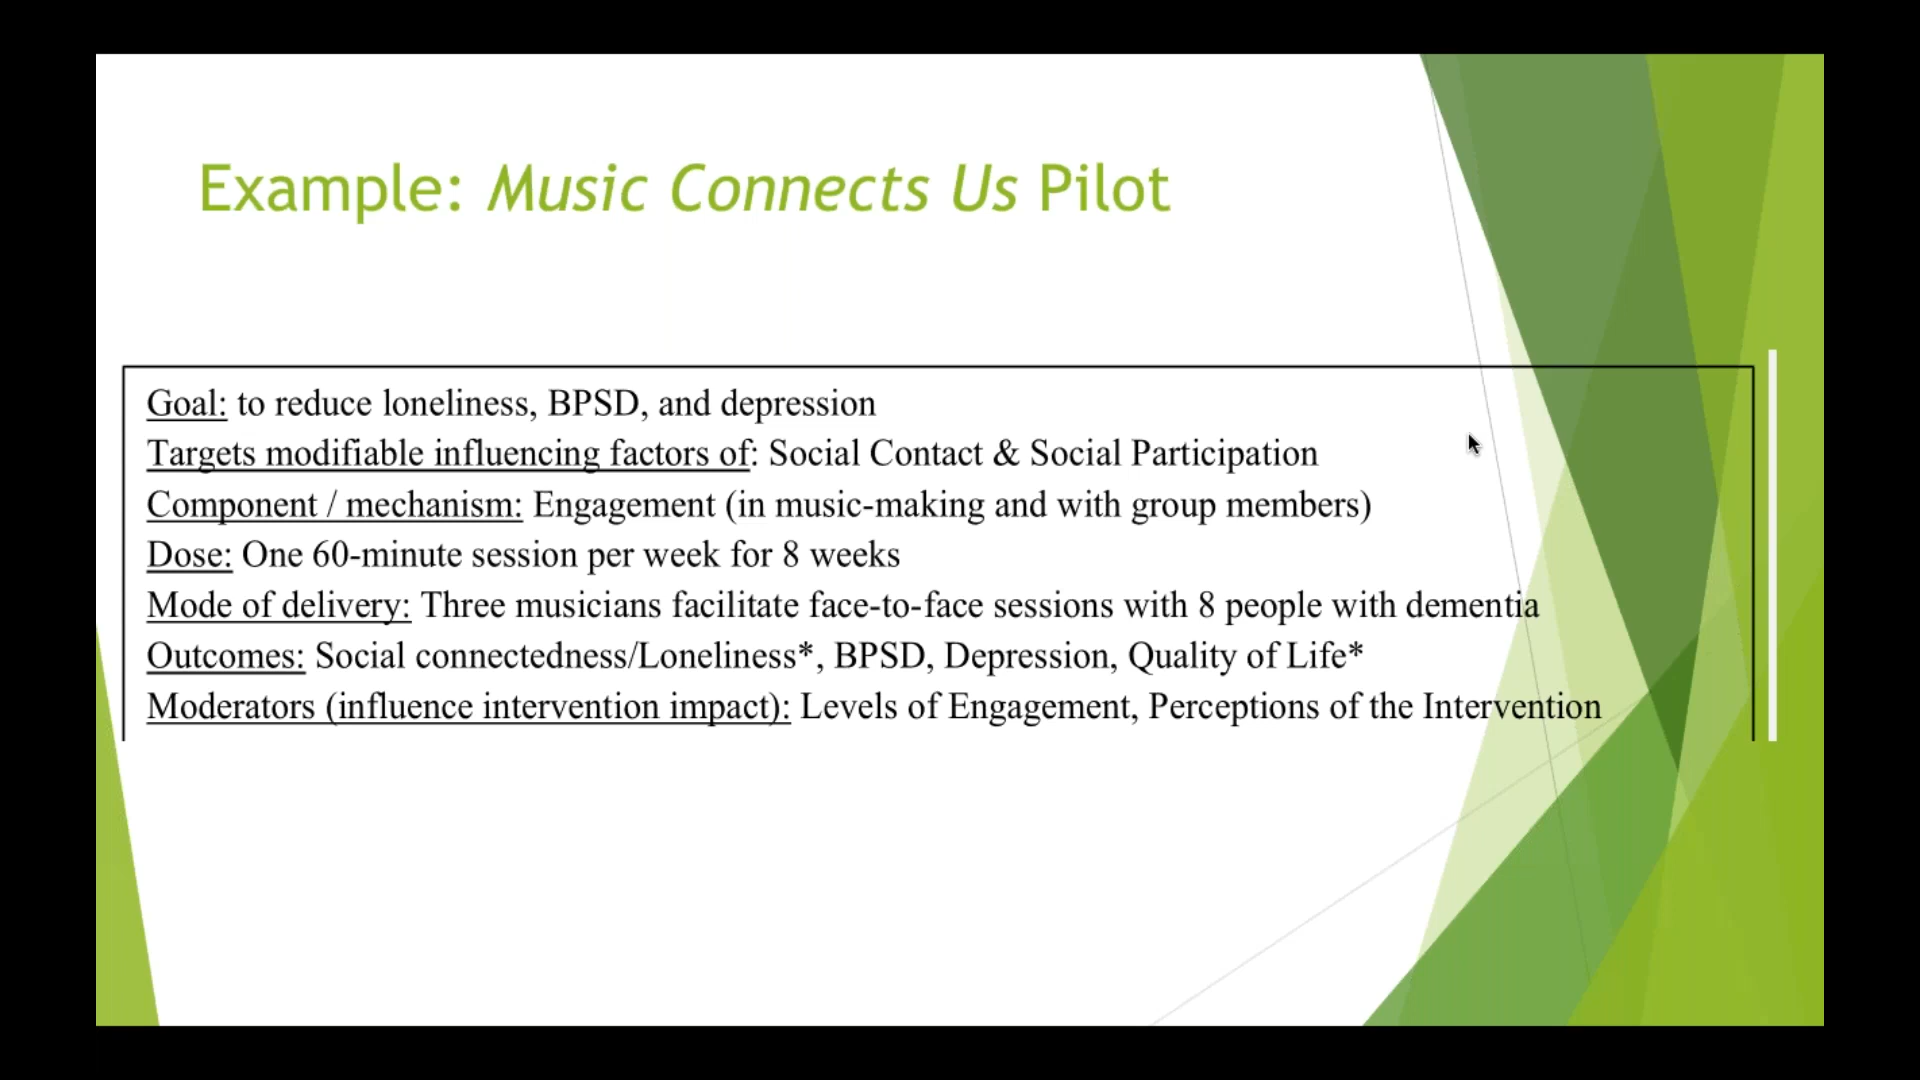 Example: Music Connects Us Pilot
Goal: to reduce loneliness, BPSD, and depression
Targets modifiable influencing factors of: Social Contact & Social Participation
Component / mechanism: Engagement (in music-making and with group members)
Dose: One 60-minute session per week for 8 weeks
Mode of delivery: Three musicians facilitate face-to-face sessions with 8 people with dementia
Outcomes: Social connectedness/Loneliness*, BPSD, Depression, Quality of Life*
Moderators (influence intervention impact): Levels of Engagement, Perceptions of the Intervention